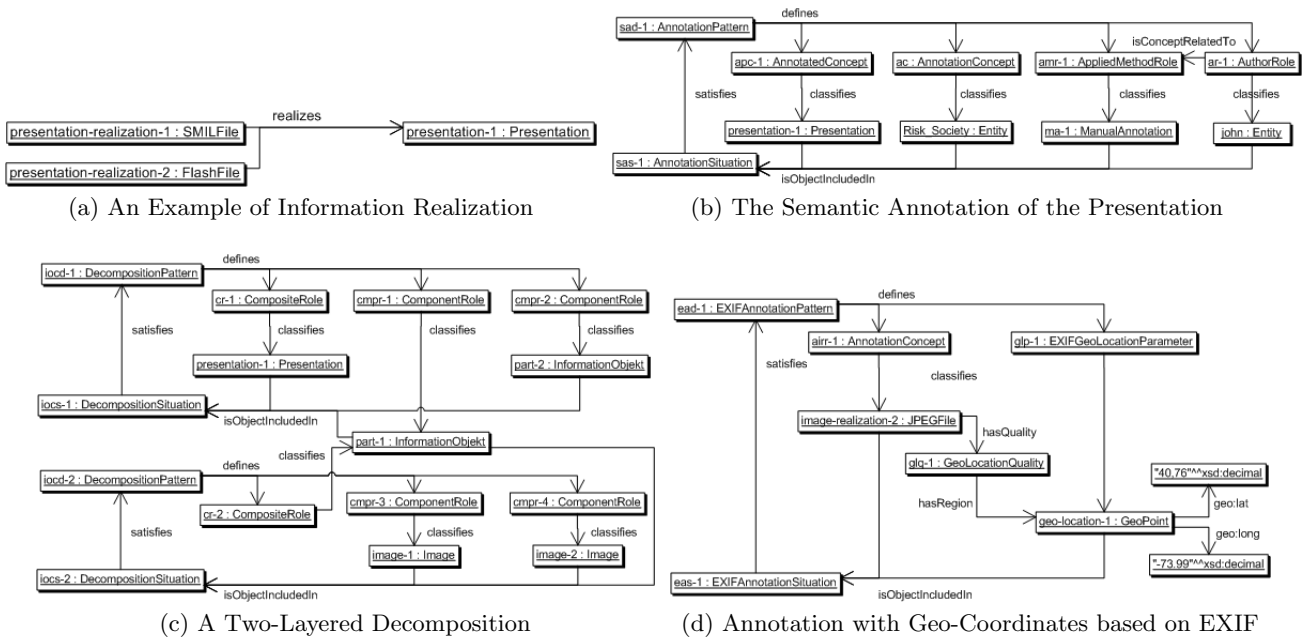 presentation-realization-1 : SMILFile
realizes
presentation-1 : Presentation
presentation-realization-2 : FlashFile
(a) An Example of Information Realization
sad-1 : AnnotationPattern
defines
isConceptRelatedTo
apc-1 : AnnotatedConcept
ac : AnnotationConcept
amr-1 : AppliedMethodRole
ar-1 : AuthorRole
satisfies
classifies
classifies
classifies
classifies
presentation-1 : Presentation
Risk_Society : Entity
ma-1 : ManualAnnotation
john : Entity
sas-1 : AnnotationSituation
isObjectIncludedIn
(b) The Semantic Annotation of the Presentation
iocd-1 : DecompositionPattern
defines
cr-1 : CompositeRole
cmpr-1 : ComponentRole
cmpr-2 : ComponentRole
satisfies
classifies
classifies
classifies
presentation-1 : Presentation
part-2 : InformationObjekt
iocs-1 : DecompositionSituation
isObjectIncludedIn
part-1 : InformationObjekt
classifies
iocd-2 : DecompositionPattern
defines
cr-2 : CompositeRole
cmpr-3 : ComponentRole
cmpr-4 : ComponentRole
satisfies
classifies
classifies
image-1 : Image
image-2 : Image
iocs-2 : DecompositionSituation
isObjectIncludedIn
(c) A Two-Layered Decomposition
ead-1 : EXIFAnnotationPattern
defines
airr-1 : AnnotationConcept
glp-1 : EXIFGeoLocationParameter
satisfies
classifies
image-realization-2 : JPEGFile
hasQuality
glq-1 : GeoLocationQuality
"40,76"^^xsd:decimal
hasRegion
geo:lat
geo-location-1 : GeoPoint
geo:long
"-73.99"^^xsd:decimal
eas-1 : EXIFAnnotationSituation
isObjectIncludedIn
(d) Annotation with Geo-Coordinates based on EXIF